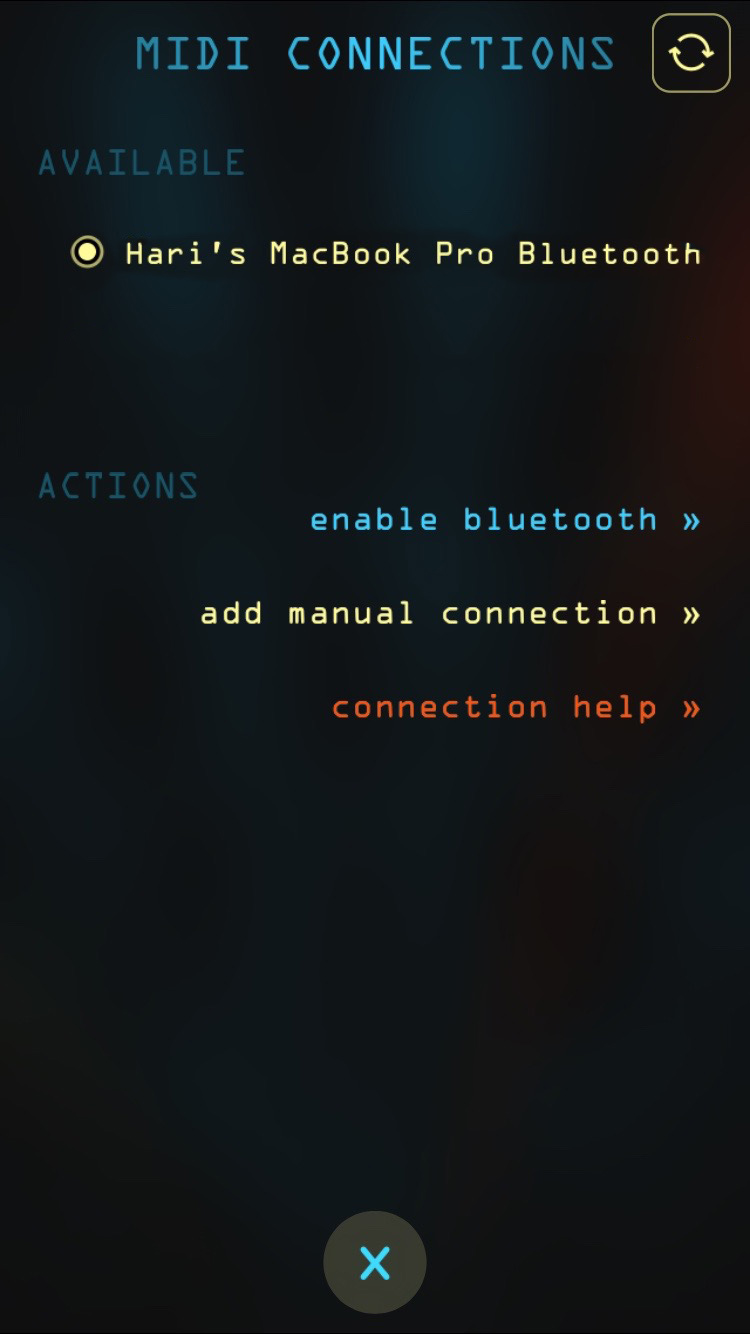 MIDI CONNECTIONS
AVAILABLE
Hari's MacBook Pro Bluetooth
ACTIONS
enable bluetooth »
add manual connection »
connection help »
X